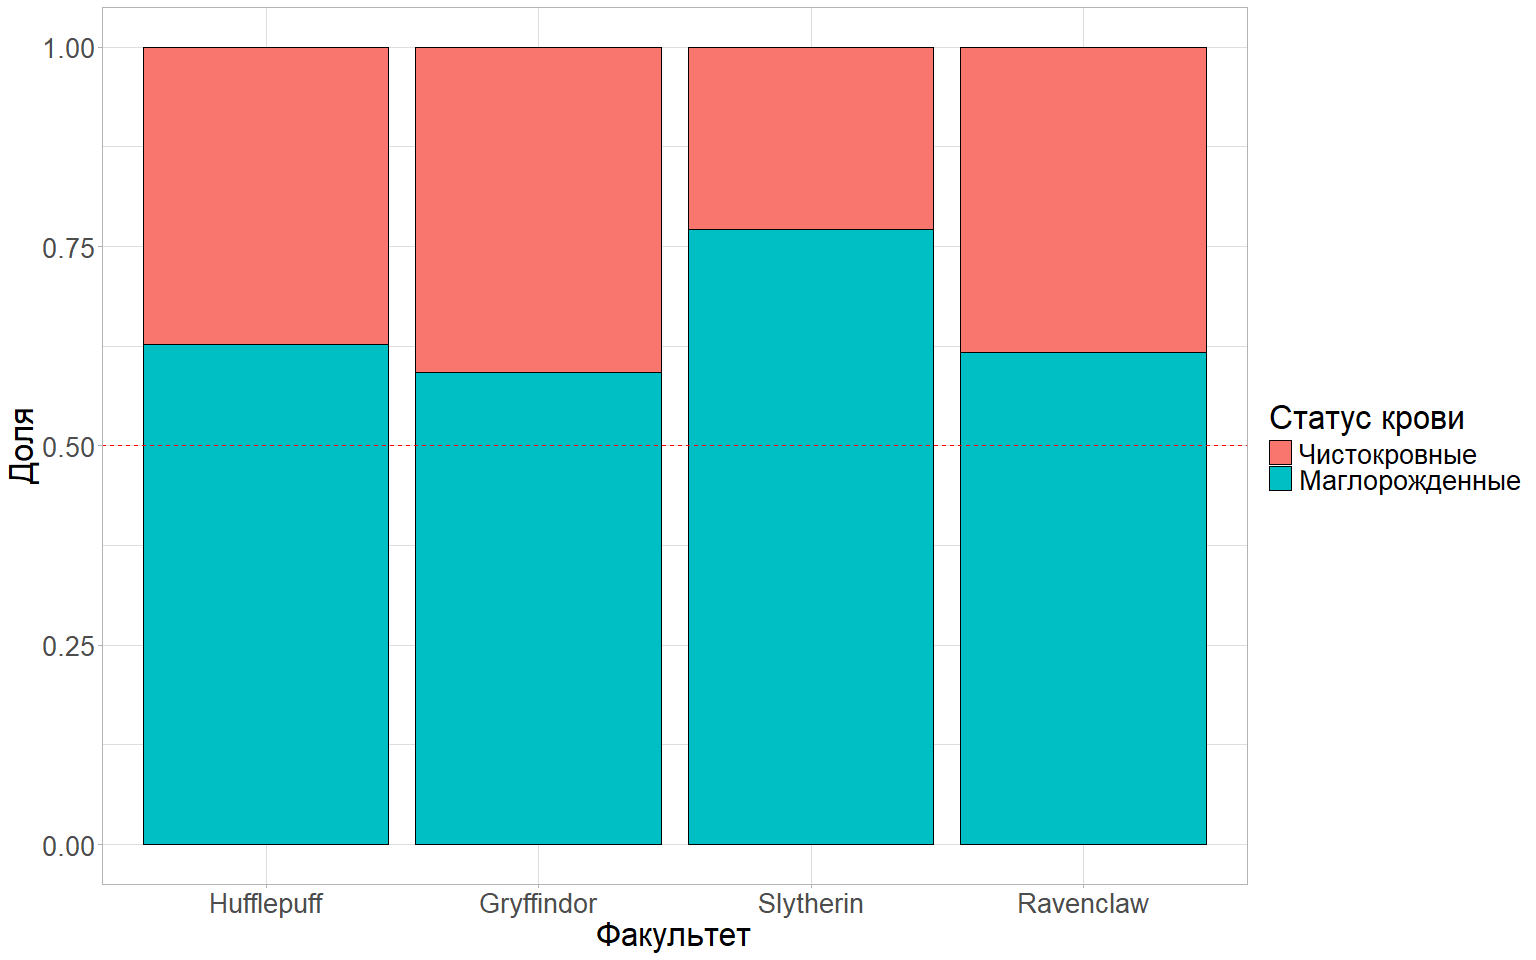 1.00
0.75
0.50
0.25
0.00
Доля
Hufflepuff
Gryffindor
Slytherin
Ravenclaw
Факультет
Статус крови
Чистокровные
Маглорожденные